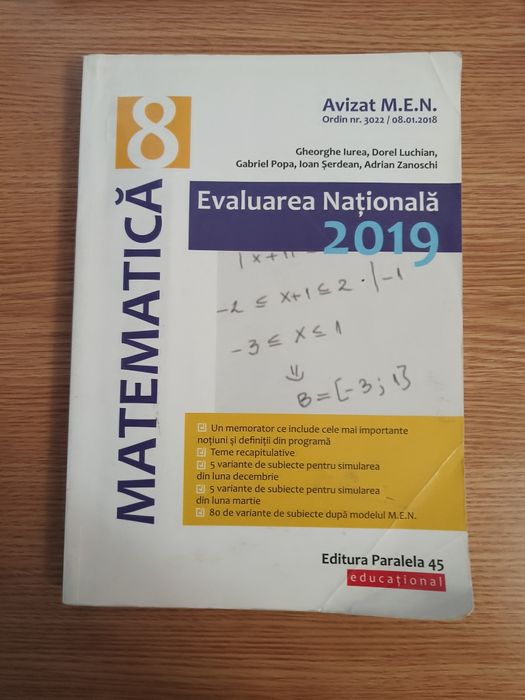 8
MATEMATICĂ
Avizat M.E.N.
Ordin nr. 3022 / 08.01.2018
Gheorghe Iurea, Dorel Luchian,
Gabriel Popa, Ioan Șerdean, Adrian Zanoschi
Evaluarea Națională
2019
-2 ≤ x+1 ≤ 2 · |-1
-3 ≤ x ≤ 1
⇓
B = [-3 ; 1]
Un memorator ce include cele mai importante
noțiuni și definiții din programă
Teme recapitulative
5 variante de subiecte pentru simularea
din luna decembrie
5 variante de subiecte pentru simularea
din luna martie
80 de variante de subiecte după modelul M.E.N.
Editura Paralela 45
educațional